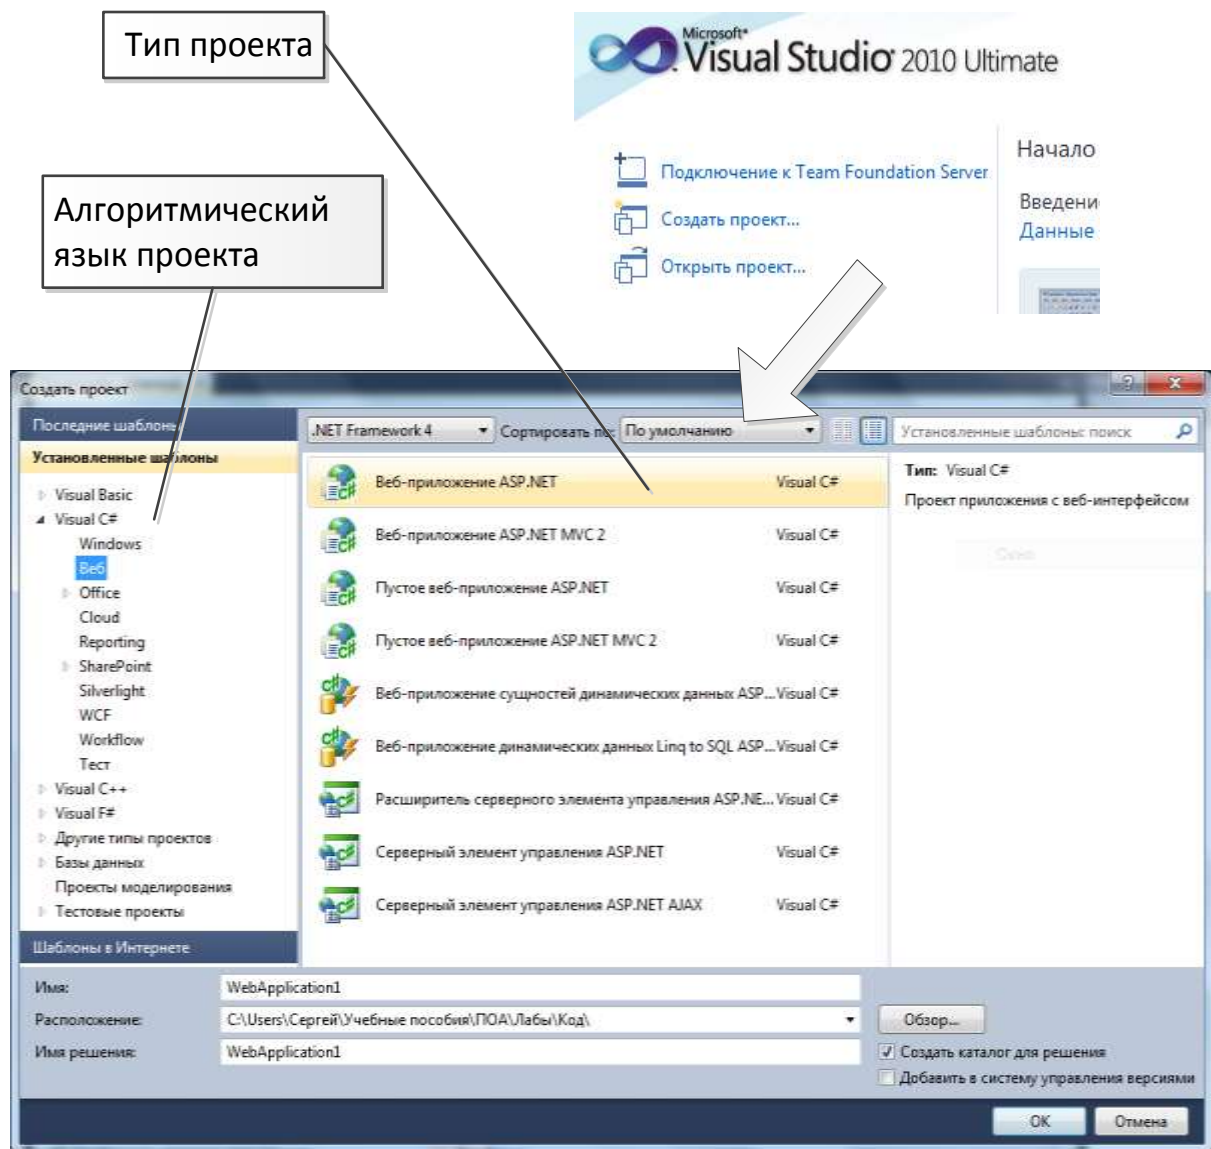 Тип проекта
Microsoft®
Visual Studio® 2010 Ultimate
Подключение к Team Foundation Server
Создать проект...
Открыть проект...
Начало
Введени
Данные
Алгоритмический
язык проекта
Создать проект
Последние шаблоны
.NET Framework 4
Сортировать по:
По умолчанию
Установленные шаблоны: поиск
Установленные шаблоны
Visual Basic
Visual C#
Windows
Веб
Office
Cloud
Reporting
SharePoint
Silverlight
WCF
Workflow
Тест
Visual C++
Visual F#
Другие типы проектов
Базы данных
Проекты моделирования
Тестовые проекты
Шаблоны в Интернете
Веб-приложение ASP.NET Visual C#
Веб-приложение ASP.NET MVC 2 Visual C#
Пустое веб-приложение ASP.NET Visual C#
Пустое веб-приложение ASP.NET MVC 2 Visual C#
Веб-приложение сущностей динамических данных ASP... Visual C#
Веб-приложение динамических данных Linq to SQL ASP... Visual C#
Расширитель серверного элемента управления ASP.NE... Visual C#
Серверный элемент управления ASP.NET Visual C#
Серверный элемент управления ASP.NET AJAX Visual C#
Тип: Visual C#
Проект приложения с веб-интерфейсом
Имя: WebApplication1
Расположение: C:\Users\Сергей\Учебные пособия\ПОА\Лабы\Код\
Обзор...
Имя решения: WebApplication1
Создать каталог для решения
Добавить в систему управления версиями
OK
Отмена